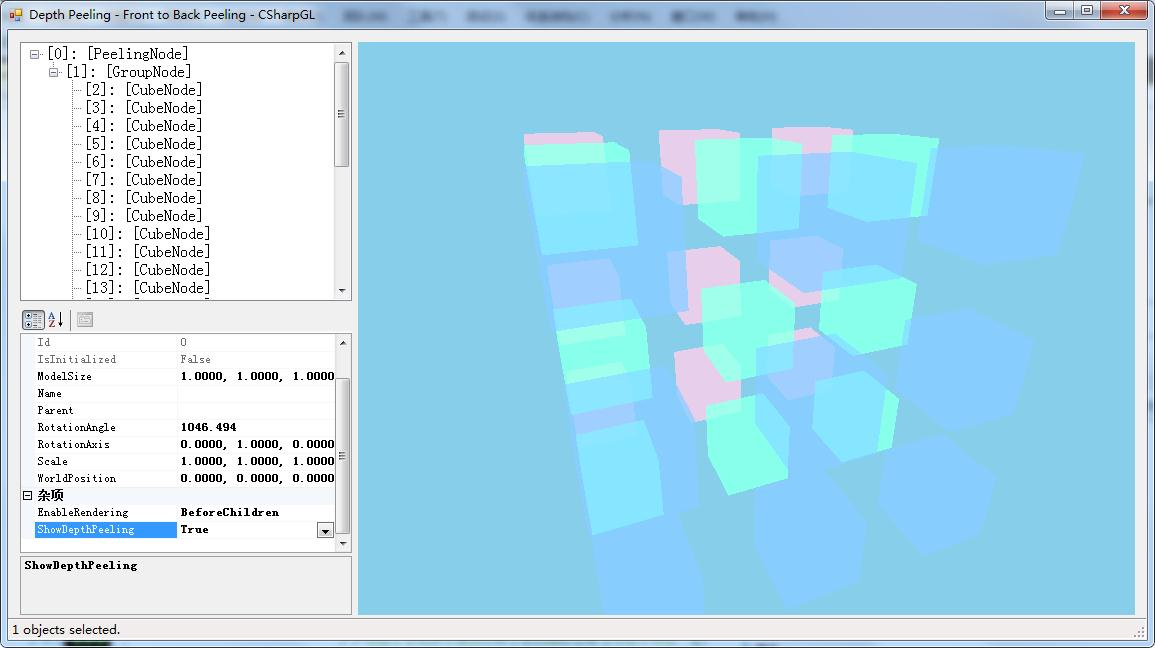 Depth Peeling - Front to Back Peeling - CSharpGL
[0]: [PeelingNode]
[1]: [GroupNode]
[2]: [CubeNode]
[3]: [CubeNode]
[4]: [CubeNode]
[5]: [CubeNode]
[6]: [CubeNode]
[7]: [CubeNode]
[8]: [CubeNode]
[9]: [CubeNode]
[10]: [CubeNode]
[11]: [CubeNode]
[12]: [CubeNode]
[13]: [CubeNode]
Id 0
IsInitialized False
ModelSize 1.0000, 1.0000, 1.0000
Name
Parent
RotationAngle 1046.494
RotationAxis 0.0000, 1.0000, 0.0000
Scale 1.0000, 1.0000, 1.0000
WorldPosition 0.0000, 0.0000, 0.0000
杂项
EnableRendering BeforeChildren
ShowDepthPeeling True
ShowDepthPeeling
1 objects selected.